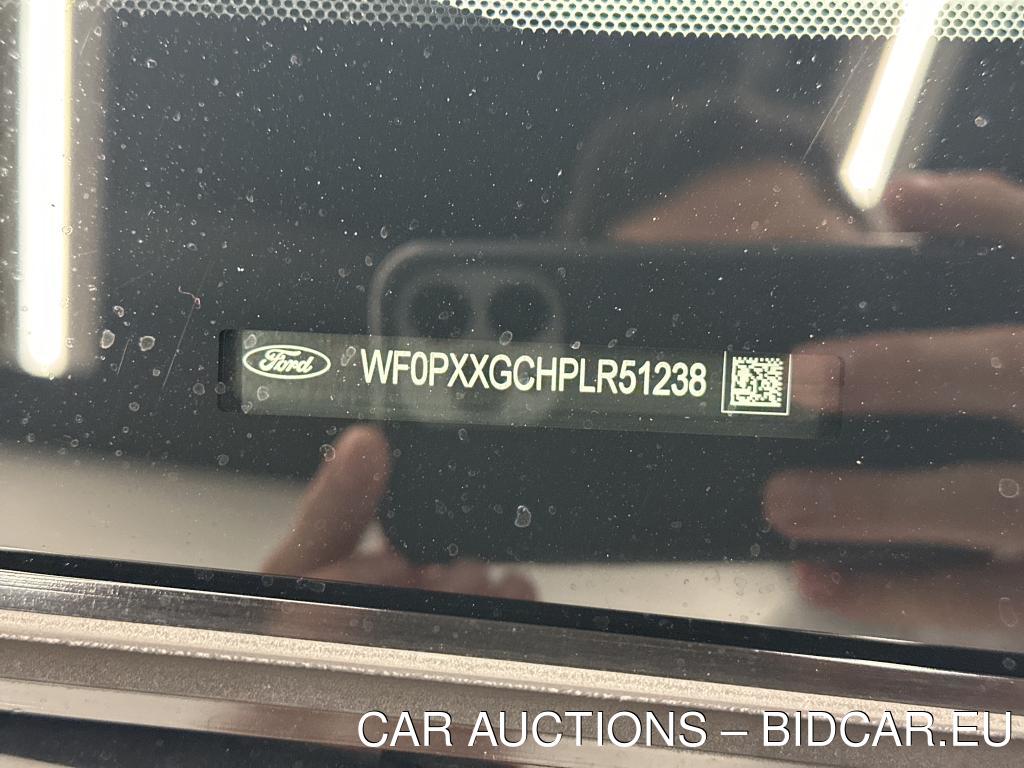 Ford WF0PXXGCHPLR51238
CAR AUCTIONS – BIDCAR.EU